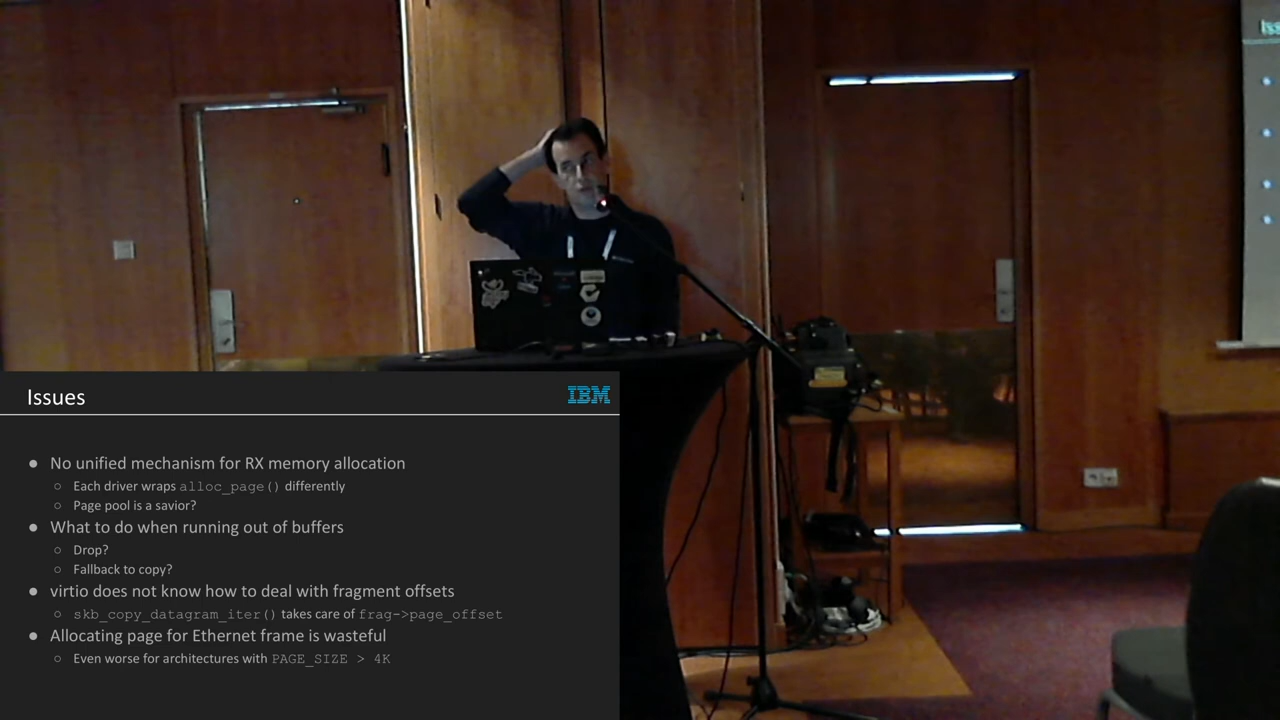 Issues
IBM
● No unified mechanism for RX memory allocation
○ Each driver wraps alloc_page() differently
○ Page pool is a savior?
● What to do when running out of buffers
○ Drop?
○ Fallback to copy?
● virtio does not know how to deal with fragment offsets
○ skb_copy_datagram_iter() takes care of frag->page_offset
● Allocating page for Ethernet frame is wasteful
○ Even worse for architectures with PAGE_SIZE > 4K